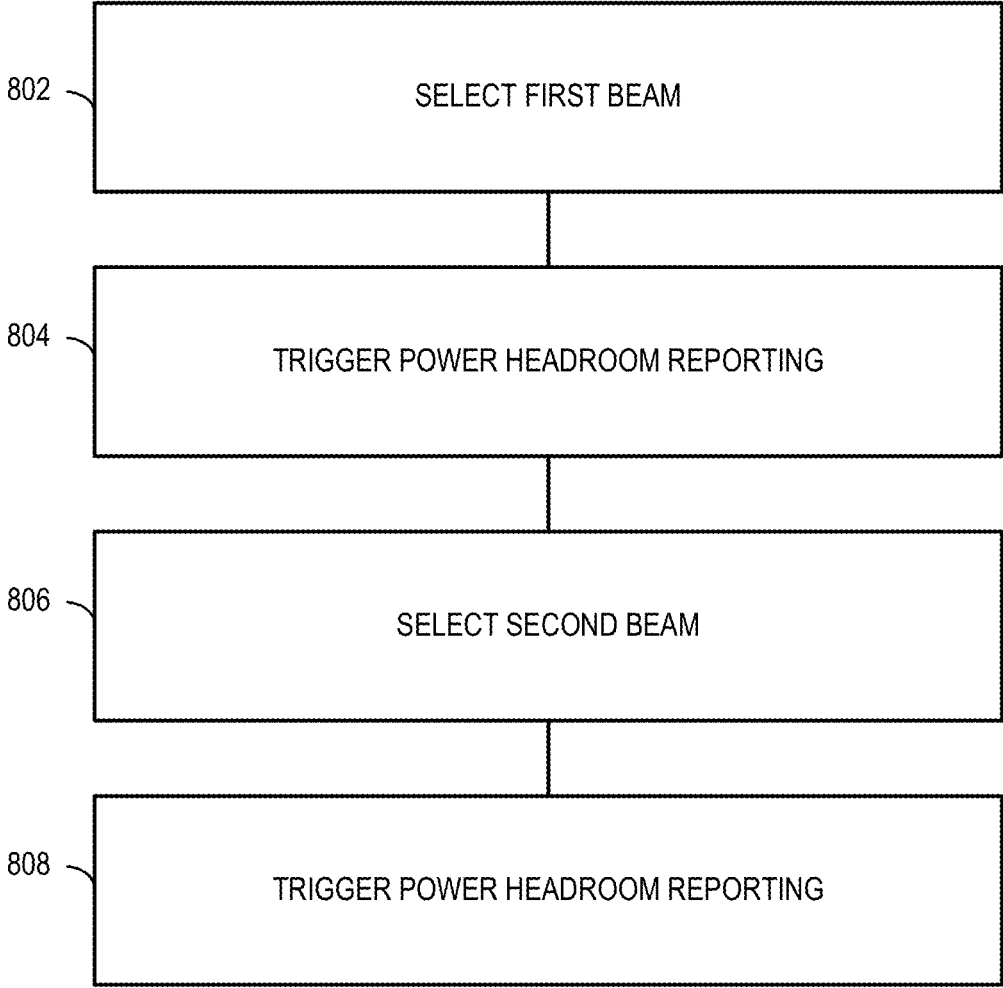 802
SELECT FIRST BEAM
804
TRIGGER POWER HEADROOM REPORTING
806
SELECT SECOND BEAM
808
TRIGGER POWER HEADROOM REPORTING